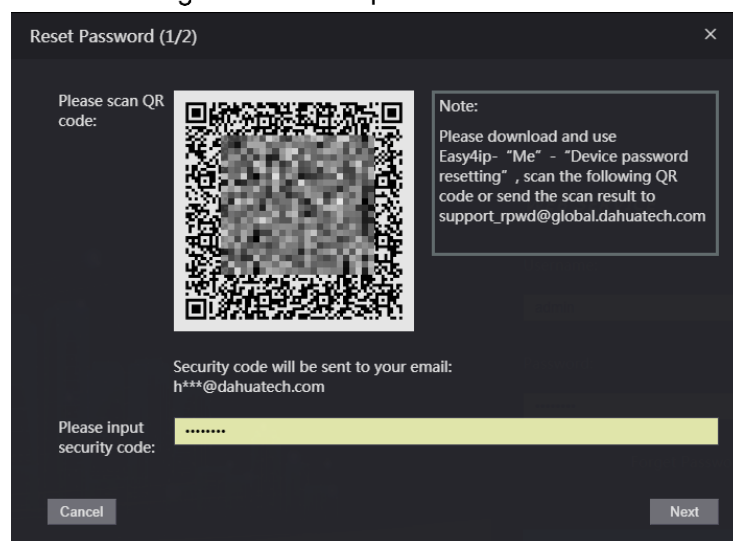 Reset Password (1/2)
Please scan QR
code:
Note:
Please download and use
Easy4ip- “Me” - “Device password
resetting” , scan the following QR
code or send the scan result to
support_rpwd@global.dahuatech.com
Security code will be sent to your email:
h***@dahuatech.com
Please input
security code:
••••••••
Cancel
Next